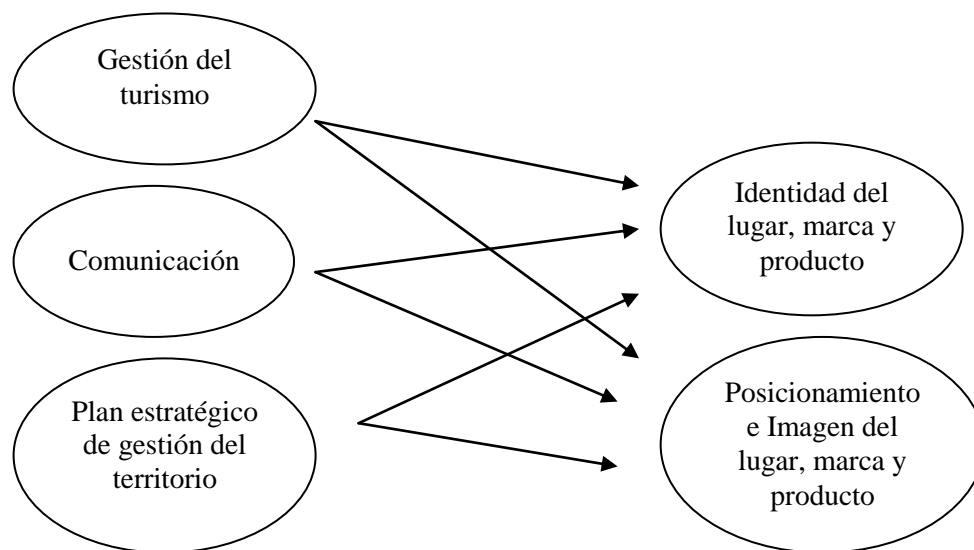 Gestión del
turismo
Comunicación
Plan estratégico
de gestión del
territorio
Identidad del
lugar, marca y
producto
Posicionamiento
e Imagen del
lugar, marca y
producto